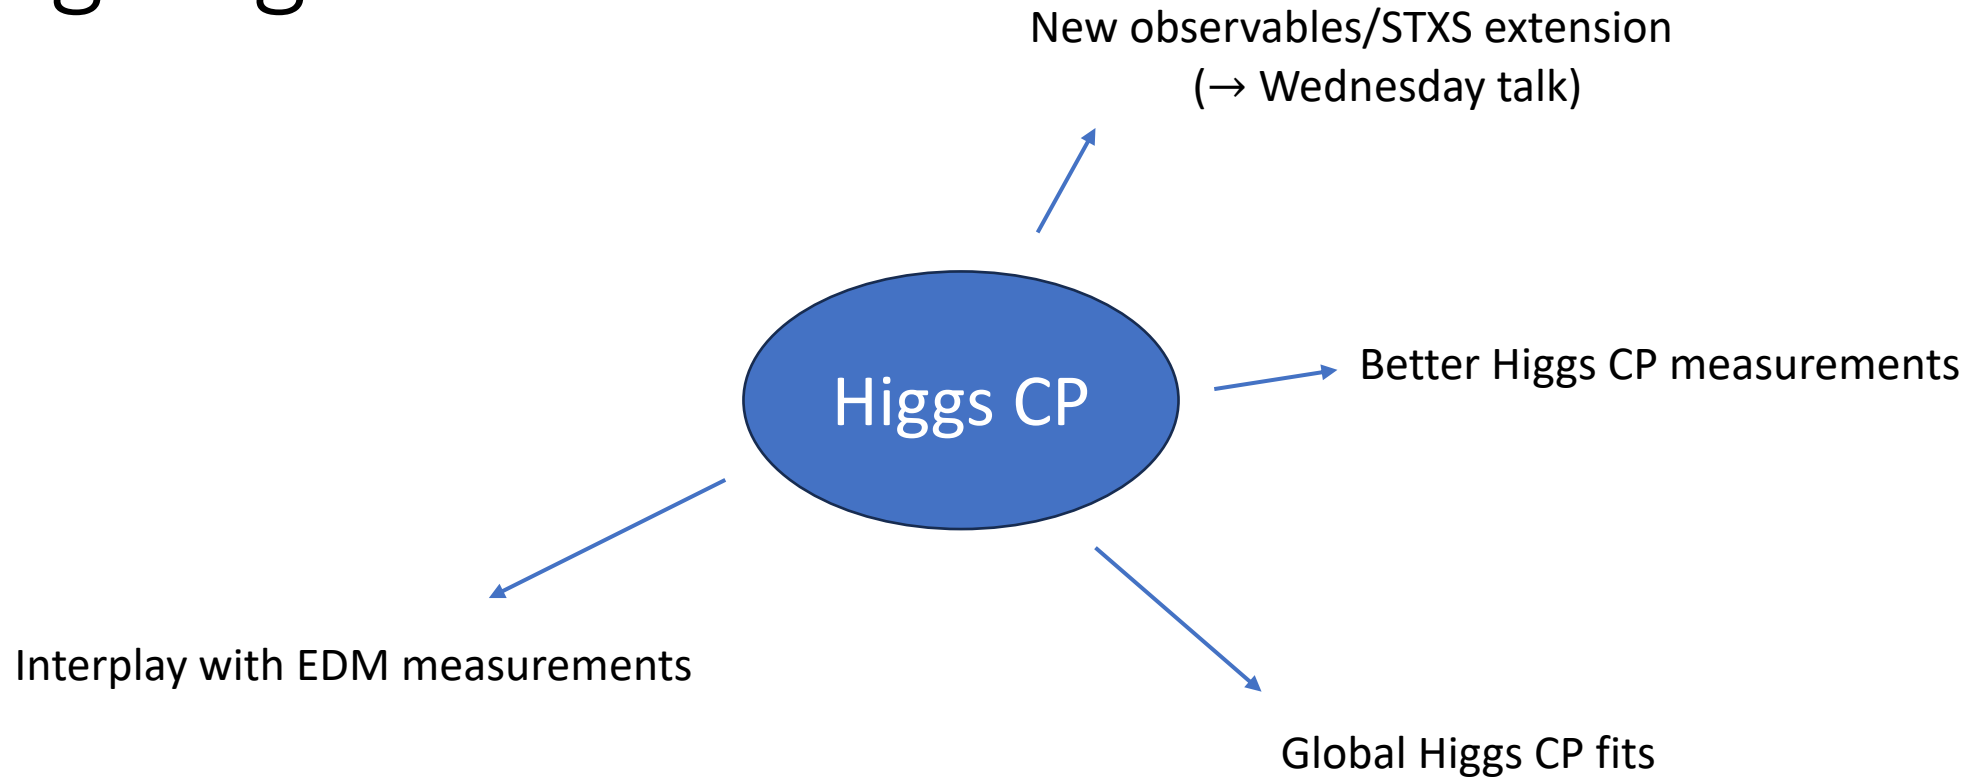 New observables/STXS extension
(→ Wednesday talk)
Better Higgs CP measurements
Higgs CP
Interplay with EDM measurements
Global Higgs CP fits